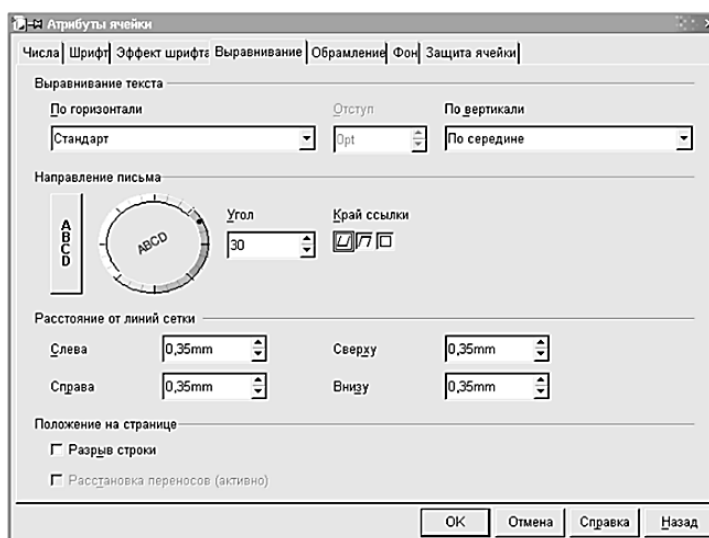 Атрибуты ячейки
Числа Шрифт Эффект шрифта Выравнивание Обрамление Фон Защита ячейки
Выравнивание текста
По горизонтали Отступ По вертикали
Стандарт 0pt По середине
Направление письма
ABCD
ABCD
Угол Край ссылки
30
Расстояние от линий сетки
Слева 0,35mm Сверху 0,35mm
Справа 0,35mm Внизу 0,35mm
Положение на странице
Разрыв строки
Расстановка переносов (активно)
OK Отмена Справка Назад